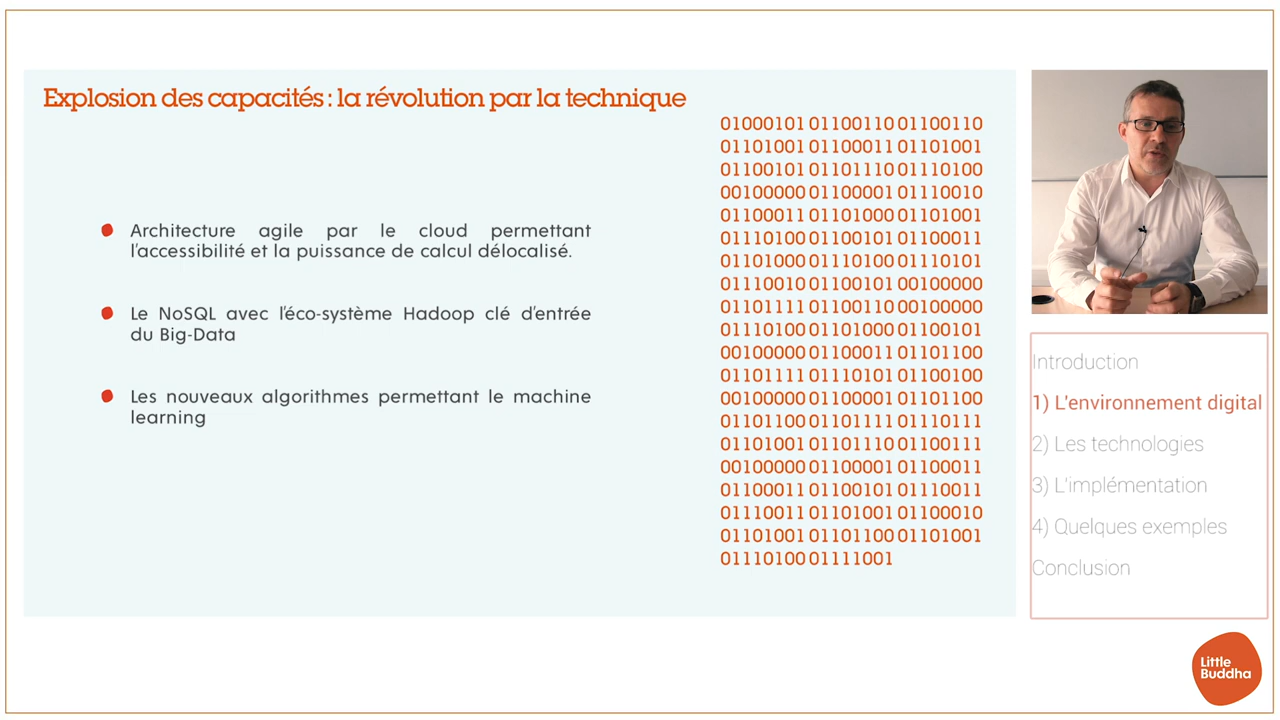 Explosion des capacités : la révolution par la technique
Architecture agile par le cloud permettant
l'accessibilité et la puissance de calcul délocalisé.
Le NoSQL avec l'éco-système Hadoop clé d'entrée
du Big-Data
Les nouveaux algorithmes permettant le machine
learning
01000101 01100110 01100110
01101001 01100011 01101001
01100101 01101110 01110100
00100000 01100001 01110010
01100011 01101000 01101001
01110100 01100101 01100011
01101000 01110100 01110101
01110010 01100101 00100000
01101111 01100110 00100000
01110100 01101000 01100101
00100000 01100011 01101100
01101111 01110101 01100100
00100000 01100001 01101100
01101100 01101111 01110111
01101001 01101110 01100111
00100000 01100001 01100011
01100011 01100101 01110011
01110011 01101001 01100010
01101001 01101100 01101001
01110100 01111001
Introduction
1) L'environnement digital
2) Les technologies
3) L'implémentation
4) Quelques exemples
Conclusion
Little
Buddha